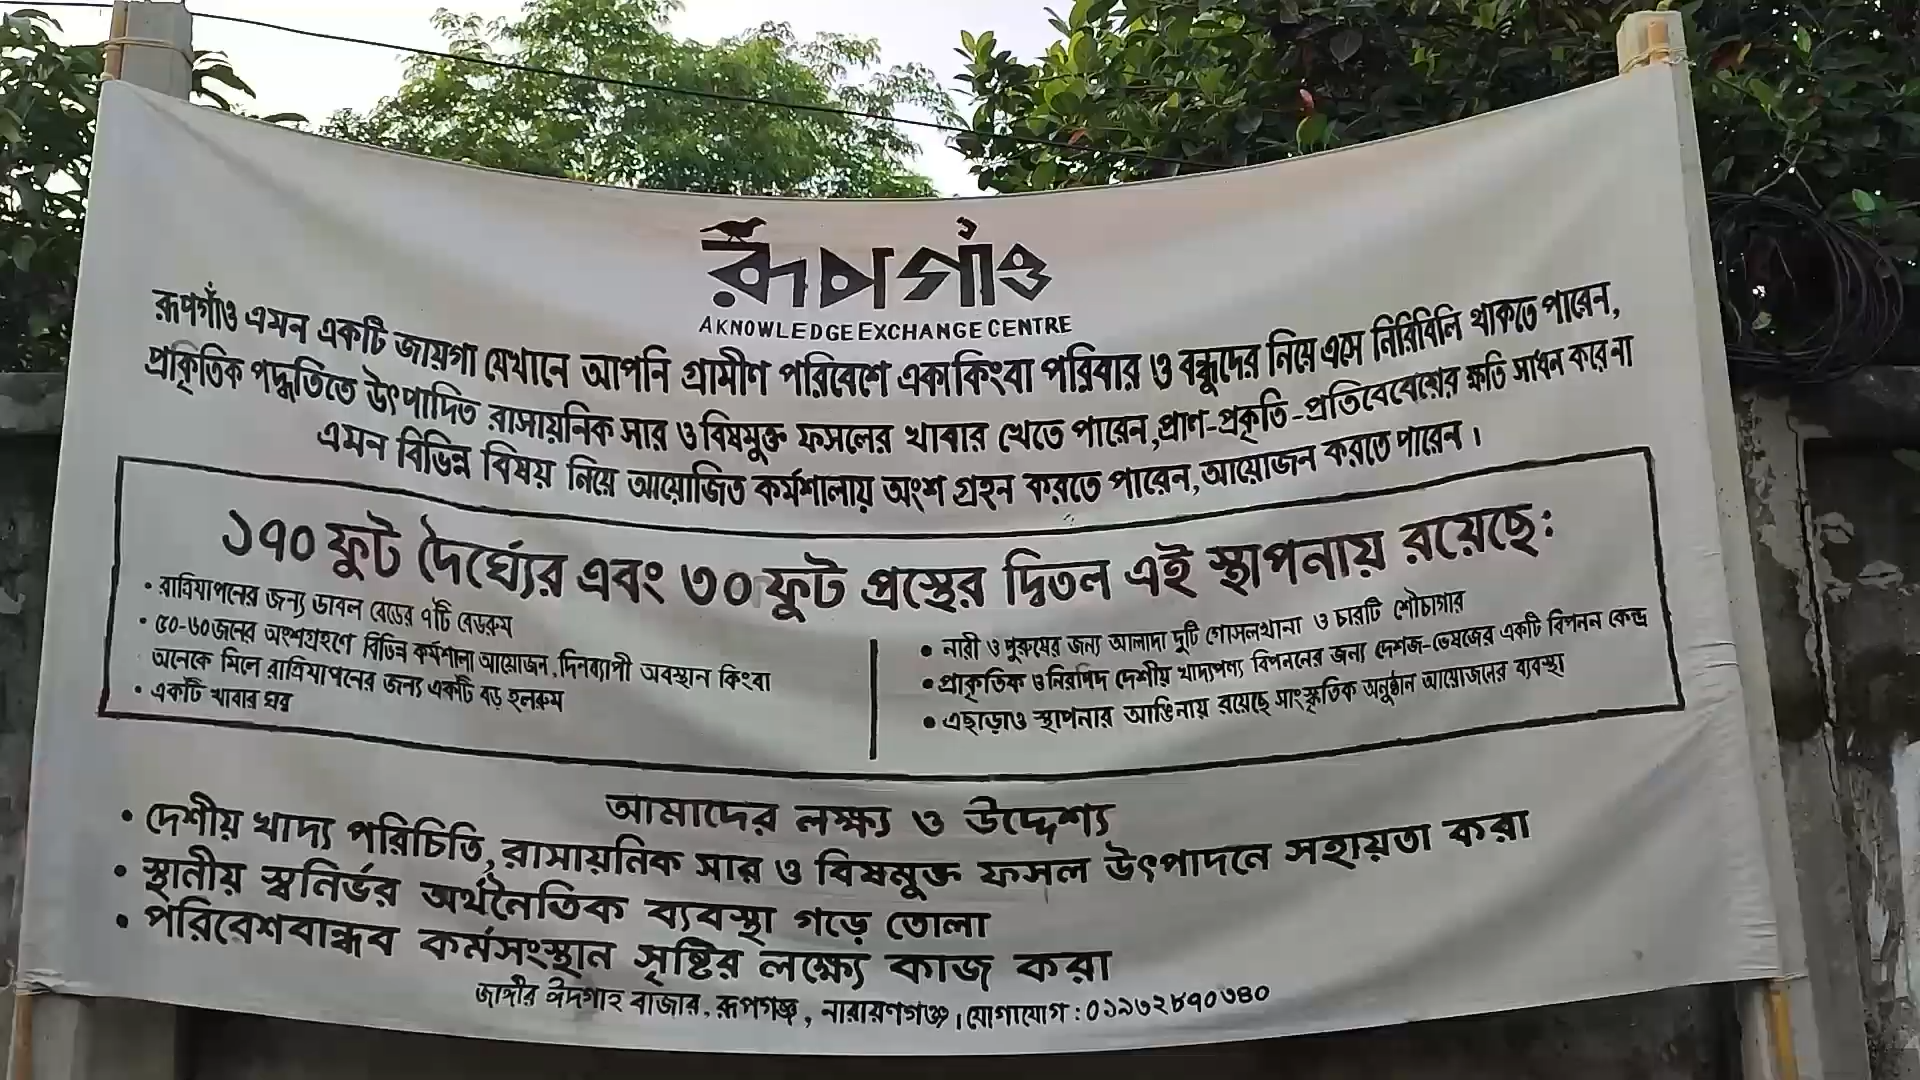 রূপগাঁও
A KNOWLEDGE EXCHANGE CENTRE
রূপগাঁও এমন একটি জায়গা যেখানে আপনি গ্রামীণ পরিবেশে একা কিংবা পরিবার ও বন্ধুদের নিয়ে এসে নিরিবিলি থাকতে পারেন,
প্রাকৃতিক পদ্ধতিতে উৎপাদিত রাসায়নিক সার ও বিষমুক্ত ফসলের খাবার খেতে পারেন, প্রাণ-প্রকৃতি-প্রতিবেবেশের ক্ষতি সাধন করে না
এমন বিভিন্ন বিষয় নিয়ে আয়োজিত কর্মশালায় অংশ গ্রহন করতে পারেন, আয়োজন করতে পারেন।
১৭০ ফুট দৈর্ঘ্যের এবং ৩০ ফুট প্রস্থের দ্বিতল এই স্থাপনায় রয়েছে:
• রাত্রিযাপনের জন্য ডাবল বেডের ৭টি বেডরুম
• ৫০-৬০জনের অংশগ্রহণে বিভিন্ন কর্মশালা আয়োজন, দিনব্যাপী অবস্থান কিংবা
অনেকে মিলে রাত্রিযাপনের জন্য একটি বড় হলরুম
• একটি খাবার ঘর
• নারী ও পুরুষের জন্য আলাদা দুটি গোসলখানা ও চারটি শৌচাগার
• প্রাকৃতিক ও নিরাপদ দেশীয় খাদ্যপণ্য বিপননের জন্য দেশজ-ভেষজের একটি বিপনন কেন্দ্র
• এছাড়াও স্থাপনার আঙিনায় রয়েছে সাংস্কৃতিক অনুষ্ঠান আয়োজনের ব্যবস্থা
আমাদের লক্ষ্য ও উদ্দেশ্য
• দেশীয় খাদ্য পরিচিতি, রাসায়নিক সার ও বিষমুক্ত ফসল উৎপাদনে সহায়তা করা
• স্থানীয় স্বনির্ভর অর্থনৈতিক ব্যবস্থা গড়ে তোলা
• পরিবেশবান্ধব কর্মসংস্থান সৃষ্টির লক্ষ্যে কাজ করা
জাঙ্গীর ঈদগাহ বাজার, রূপগঞ্জ, নারায়ণগঞ্জ। যোগাযোগ: ০১৯৩২৮৭০৩৪০